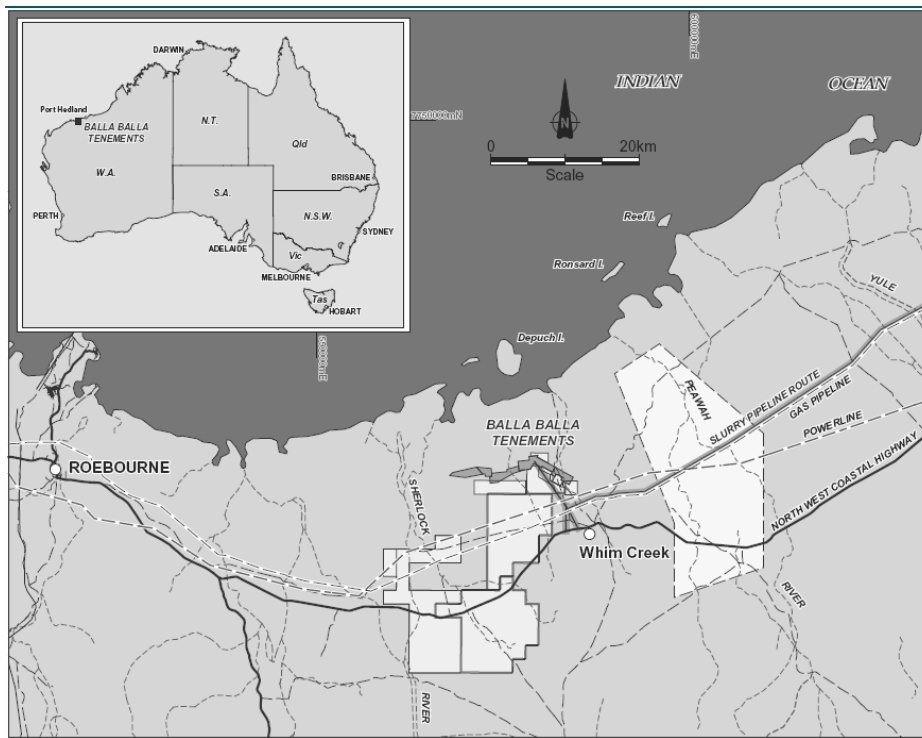 DARWIN
Port Hedland
BALLA BALLA
TENEMENTS
N.T.
Qld
W.A.
BRISBANE
S.A.
N.S.W.
PERTH
SYDNEY
ADELAIDE
Vic
MELBOURNE
Tas
HOBART
600000mE
INDIAN
OCEAN
7750000mN
N
0
20km
Scale
Reef I.
Ronsard I.
YULE
550000mE
Depuch I.
PEAWAH
SLURRY PIPELINE ROUTE
GAS PIPELINE
BALLA BALLA
TENEMENTS
POWERLINE
ROEBOURNE
SHERLOCK
NORTH WEST COASTAL HIGHWAY
Whim Creek
RIVER
RIVER